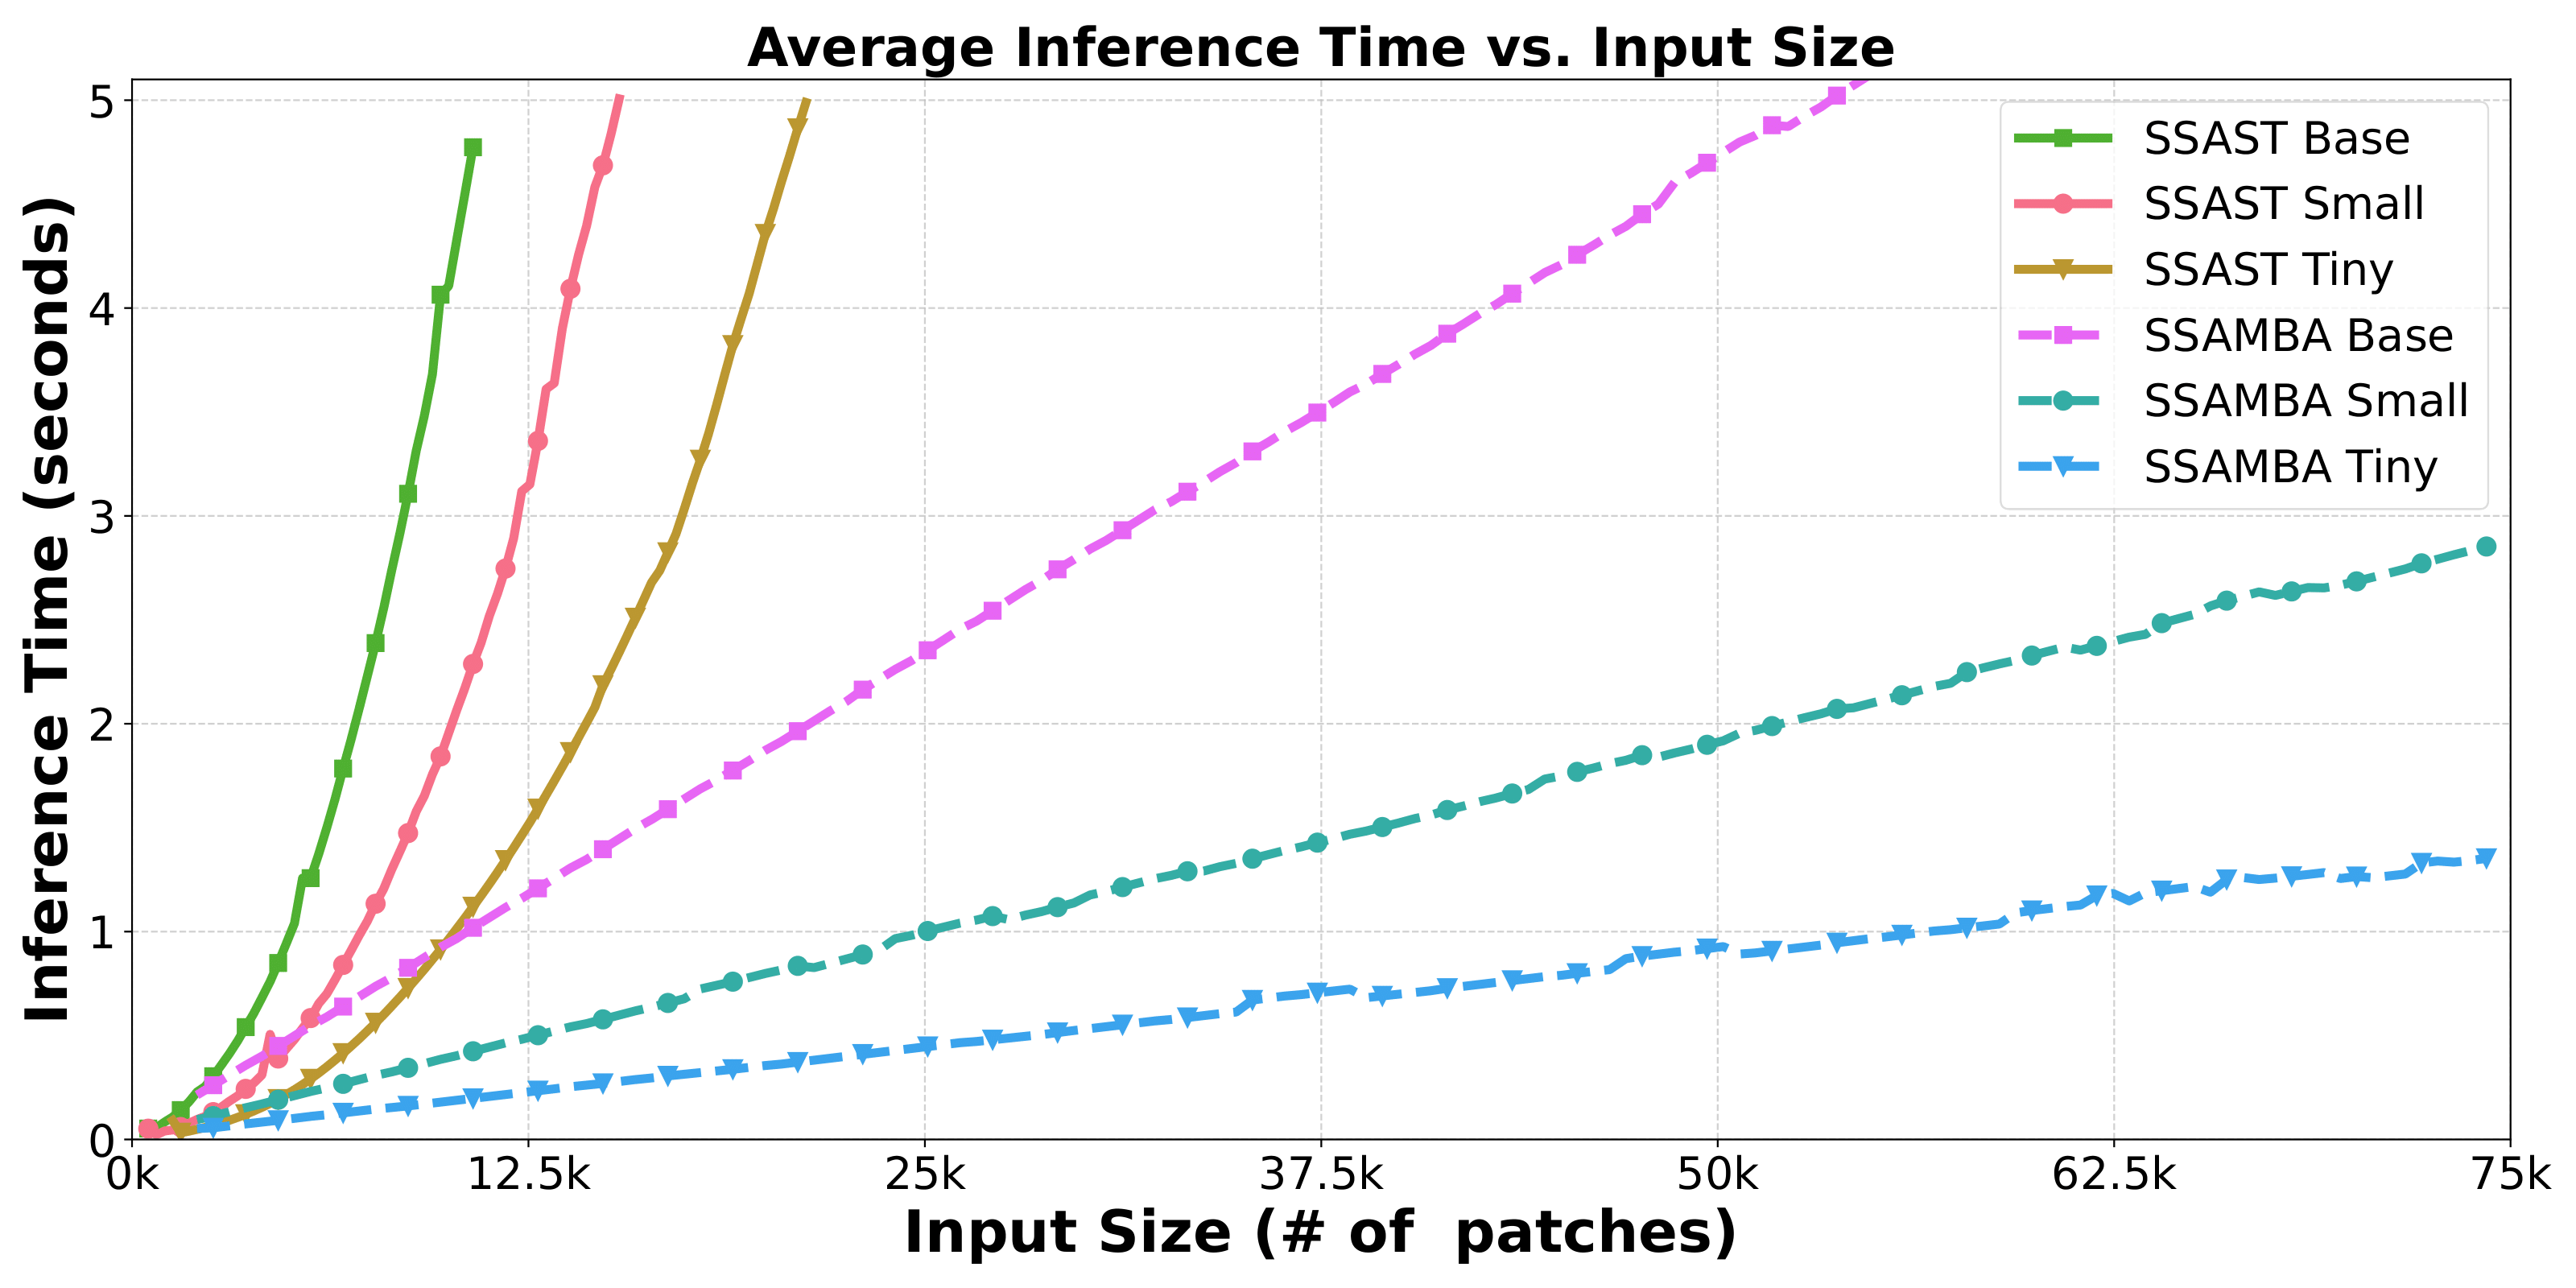 Average Inference Time vs. Input Size
Inference Time (seconds)
5
4
3
2
1
0
0k 12.5k 25k 37.5k 50k 62.5k 75k
Input Size (# of  patches)
SSAST Base
SSAST Small
SSAST Tiny
SSAMBA Base
SSAMBA Small
SSAMBA Tiny